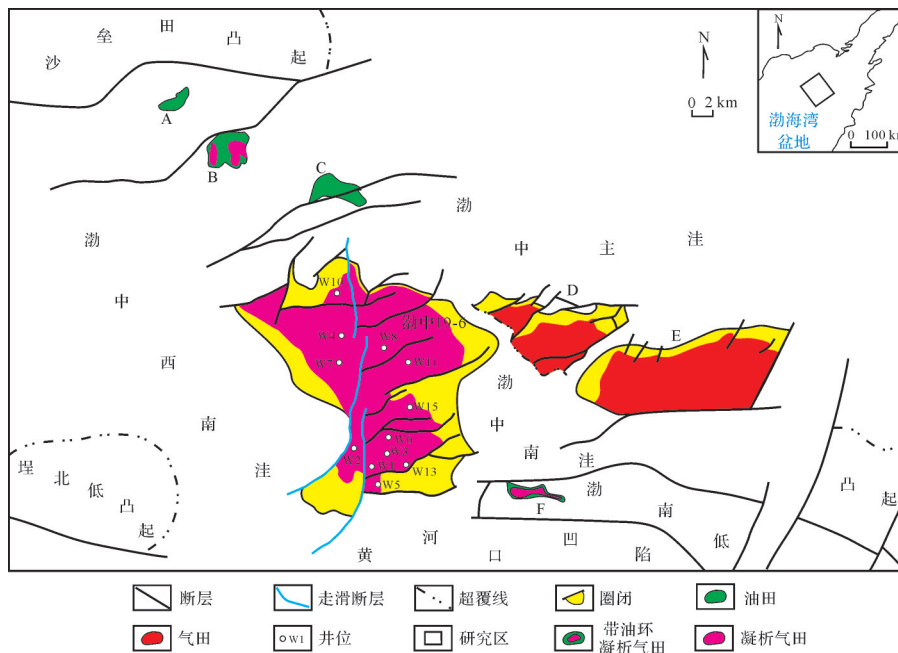 沙垒田凸起
N
0 2 km
N
渤海湾
盆地
0 100 km
A
B
C
渤中主洼
D
E
渤中西南洼
W10
渤中19-6
W4
W8
W7
W11
W15
W6
W2
W1
W13
W5
渤中南洼
埕北低凸起
渤南低凸起
F
黄河口凹陷
断层
走滑断层
超覆线
圈闭
油田
气田
W1
井位
研究区
带油环
凝析气田
凝析气田